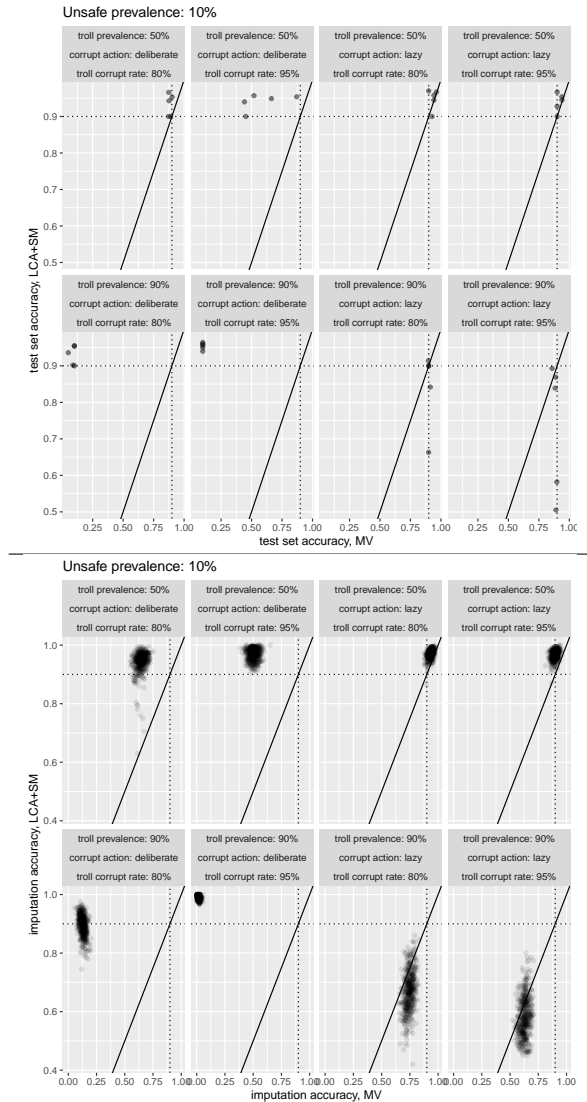 Unsafe prevalence: 10%
troll prevalence: 50% troll prevalence: 50% troll prevalence: 50% troll prevalence: 50%
corrupt action: deliberate corrupt action: deliberate corrupt action: lazy corrupt action: lazy
troll corrupt rate: 80% troll corrupt rate: 95% troll corrupt rate: 80% troll corrupt rate: 95%
0.9
0.8
0.7
0.6
0.5
test set accuracy, LCA+SM
troll prevalence: 90% troll prevalence: 90% troll prevalence: 90% troll prevalence: 90%
corrupt action: deliberate corrupt action: deliberate corrupt action: lazy corrupt action: lazy
troll corrupt rate: 80% troll corrupt rate: 95% troll corrupt rate: 80% troll corrupt rate: 95%
0.9
0.8
0.7
0.6
0.5
0.25 0.50 0.75 1.00 0.25 0.50 0.75 1.00 0.25 0.50 0.75 1.00 0.25 0.50 0.75 1.00
test set accuracy, MV
Unsafe prevalence: 10%
troll prevalence: 50% troll prevalence: 50% troll prevalence: 50% troll prevalence: 50%
corrupt action: deliberate corrupt action: deliberate corrupt action: lazy corrupt action: lazy
troll corrupt rate: 80% troll corrupt rate: 95% troll corrupt rate: 80% troll corrupt rate: 95%
1.0
0.8
0.6
0.4
imputation accuracy, LCA+SM
troll prevalence: 90% troll prevalence: 90% troll prevalence: 90% troll prevalence: 90%
corrupt action: deliberate corrupt action: deliberate corrupt action: lazy corrupt action: lazy
troll corrupt rate: 80% troll corrupt rate: 95% troll corrupt rate: 80% troll corrupt rate: 95%
1.0
0.8
0.6
0.4
0.00 0.25 0.50 0.75 1.00 0.00 0.25 0.50 0.75 1.00 0.00 0.25 0.50 0.75 1.00 0.00 0.25 0.50 0.75 1.00
imputation accuracy, MV